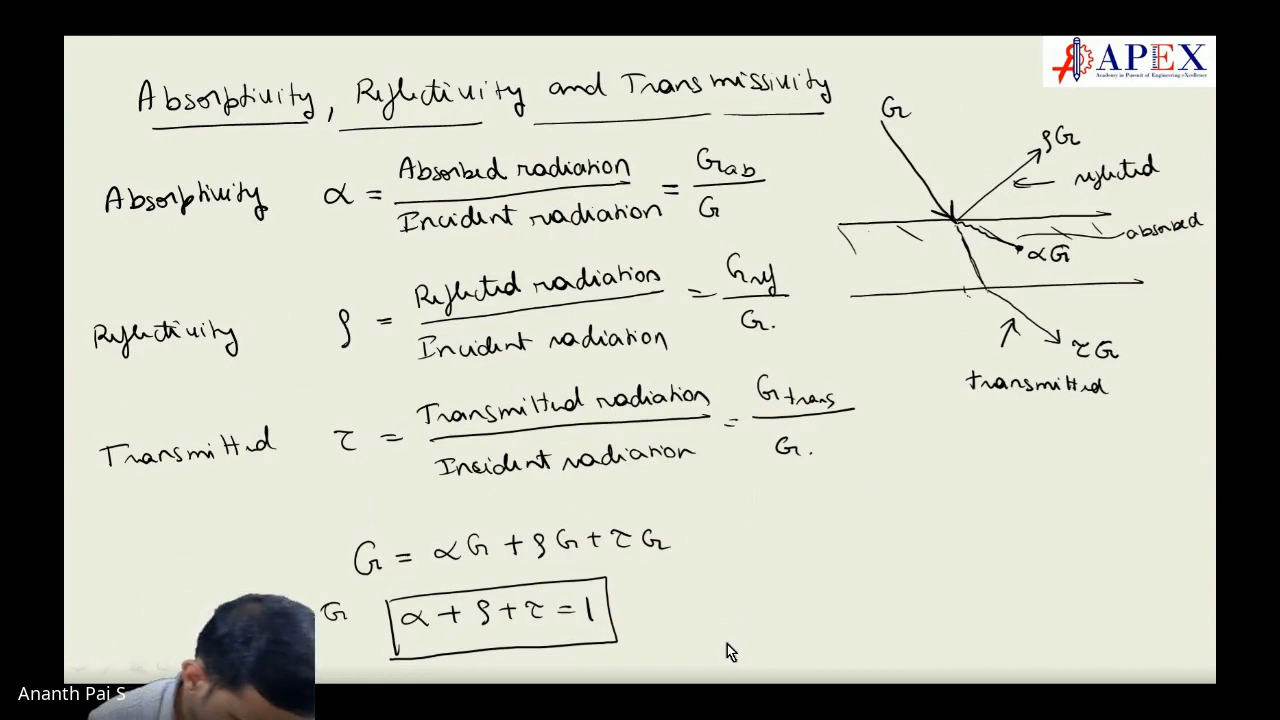 APEX
Academy in Pursuit of Engineering eXcellence
Absorptivity, Reflectivity and Transmissivity
Absorptivity α = Absorbed radiation / Incident radiation = Gab / G
Reflectivity ρ = Reflected radiation / Incident radiation = Gref / G.
Transmitted τ = Transmitted radiation / Incident radiation = Gtrans / G.
G = αG + ρG + τG
G α + ρ + τ = 1
G
ρG
reflected
absorbed
αG
τG
transmitted
Ananth Pai S